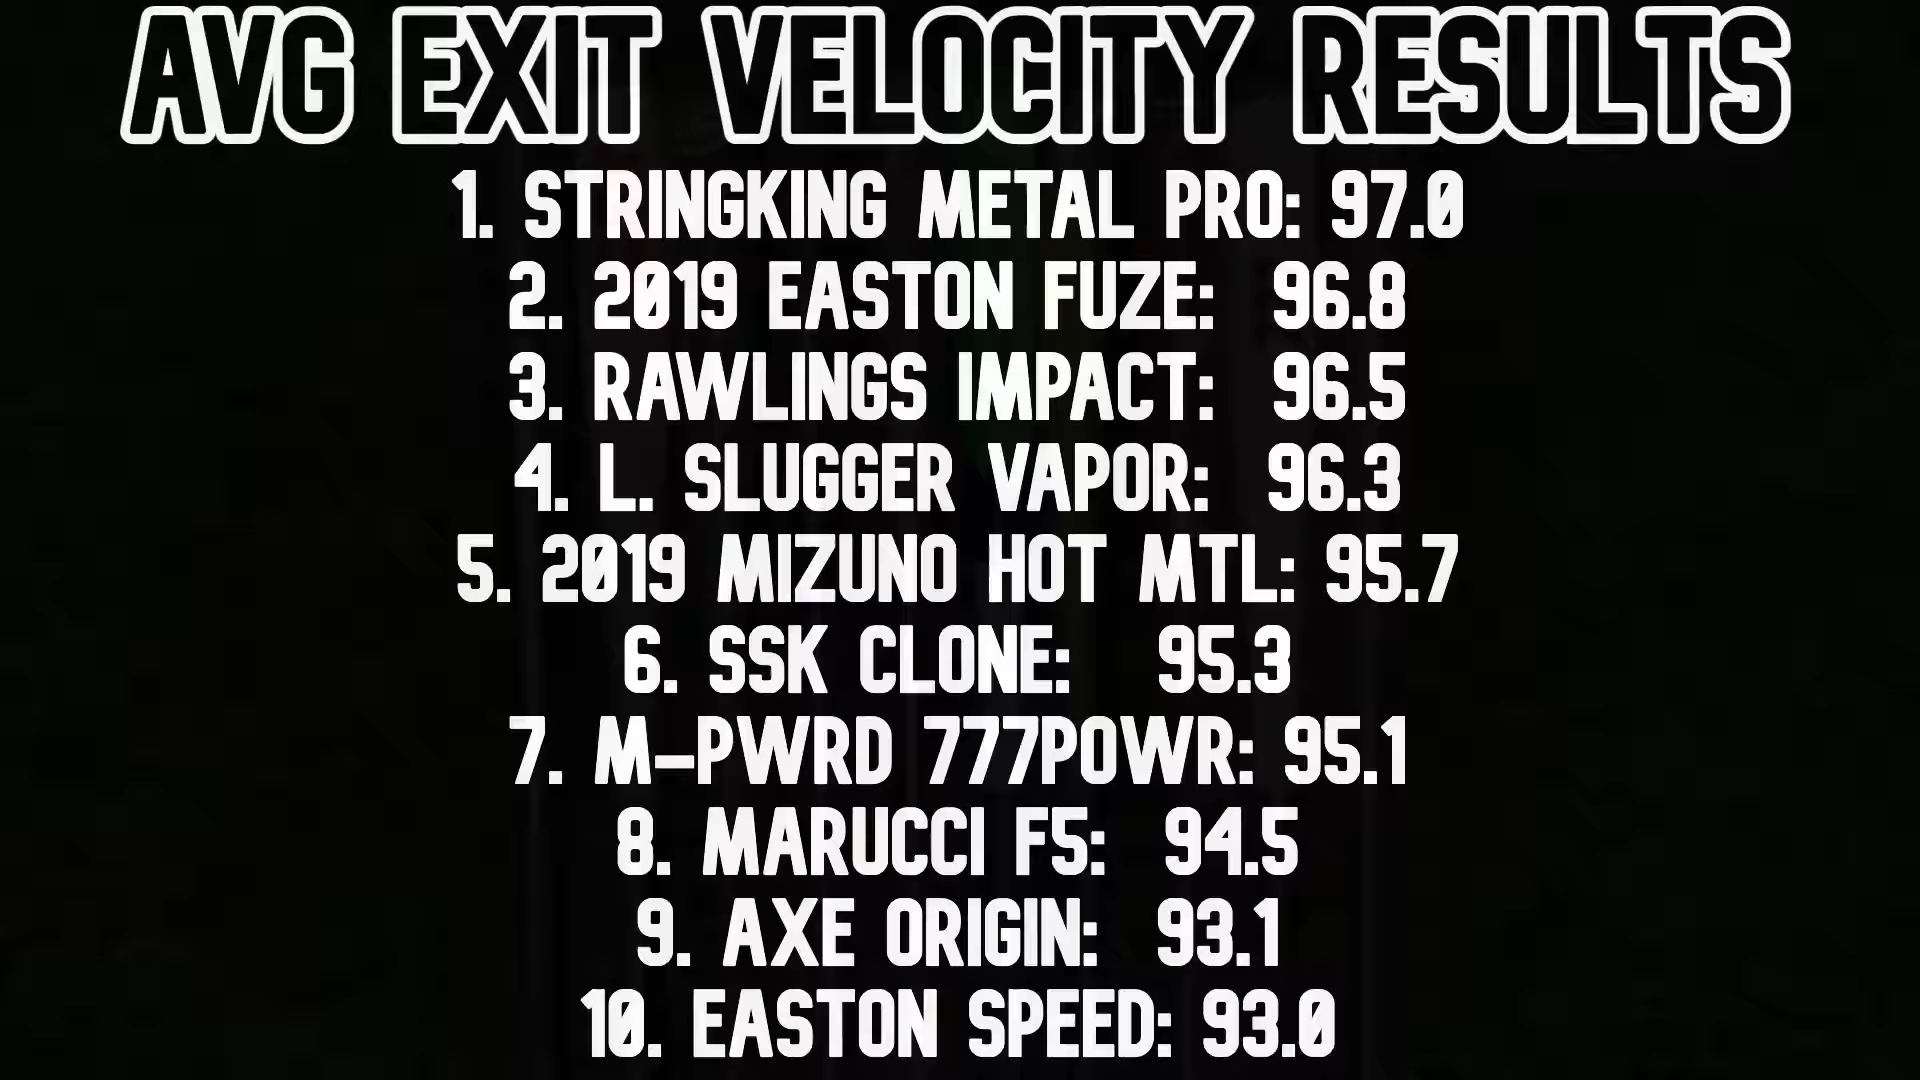 AVG EXIT VELOCITY RESULTS
1. STRINGKING METAL PRO: 97.0
2. 2019 EASTON FUZE: 96.8
3. RAWLINGS IMPACT: 96.5
4. L. SLUGGER VAPOR: 96.3
5. 2019 MIZUNO HOT MTL: 95.7
6. SSK CLONE: 95.3
7. M-PWRD 777POWR: 95.1
8. MARUCCI F5: 94.5
9. AXE ORIGIN: 93.1
10. EASTON SPEED: 93.0